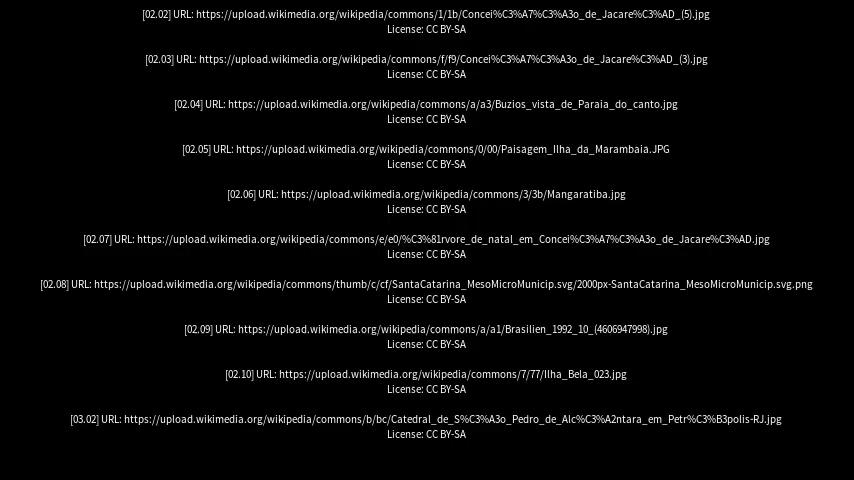 [02.02] URL: https://upload.wikimedia.org/wikipedia/commons/1/1b/Concei%C3%A7%C3%A3o_de_Jacare%C3%AD_(5).jpg
License: CC BY-SA
[02.03] URL: https://upload.wikimedia.org/wikipedia/commons/f/f9/Concei%C3%A7%C3%A3o_de_Jacare%C3%AD_(3).jpg
License: CC BY-SA
[02.04] URL: https://upload.wikimedia.org/wikipedia/commons/a/a3/Buzios_vista_de_Paraia_do_canto.jpg
License: CC BY-SA
[02.05] URL: https://upload.wikimedia.org/wikipedia/commons/0/00/Paisagem_Ilha_da_Marambaia.JPG
License: CC BY-SA
[02.06] URL: https://upload.wikimedia.org/wikipedia/commons/3/3b/Mangaratiba.jpg
License: CC BY-SA
[02.07] URL: https://upload.wikimedia.org/wikipedia/commons/e/e0/%C3%81rvore_de_natal_em_Concei%C3%A7%C3%A3o_de_Jacare%C3%AD.jpg
License: CC BY-SA
[02.08] URL: https://upload.wikimedia.org/wikipedia/commons/thumb/c/cf/SantaCatarina_MesoMicroMunicip.svg/2000px-SantaCatarina_MesoMicroMunicip.svg.png
License: CC BY-SA
[02.09] URL: https://upload.wikimedia.org/wikipedia/commons/a/a1/Brasilien_1992_10_(4606947998).jpg
License: CC BY-SA
[02.10] URL: https://upload.wikimedia.org/wikipedia/commons/7/77/Ilha_Bela_023.jpg
License: CC BY-SA
[03.02] URL: https://upload.wikimedia.org/wikipedia/commons/b/bc/Catedral_de_S%C3%A3o_Pedro_de_Alc%C3%A2ntara_em_Petr%C3%B3polis-RJ.jpg
License: CC BY-SA